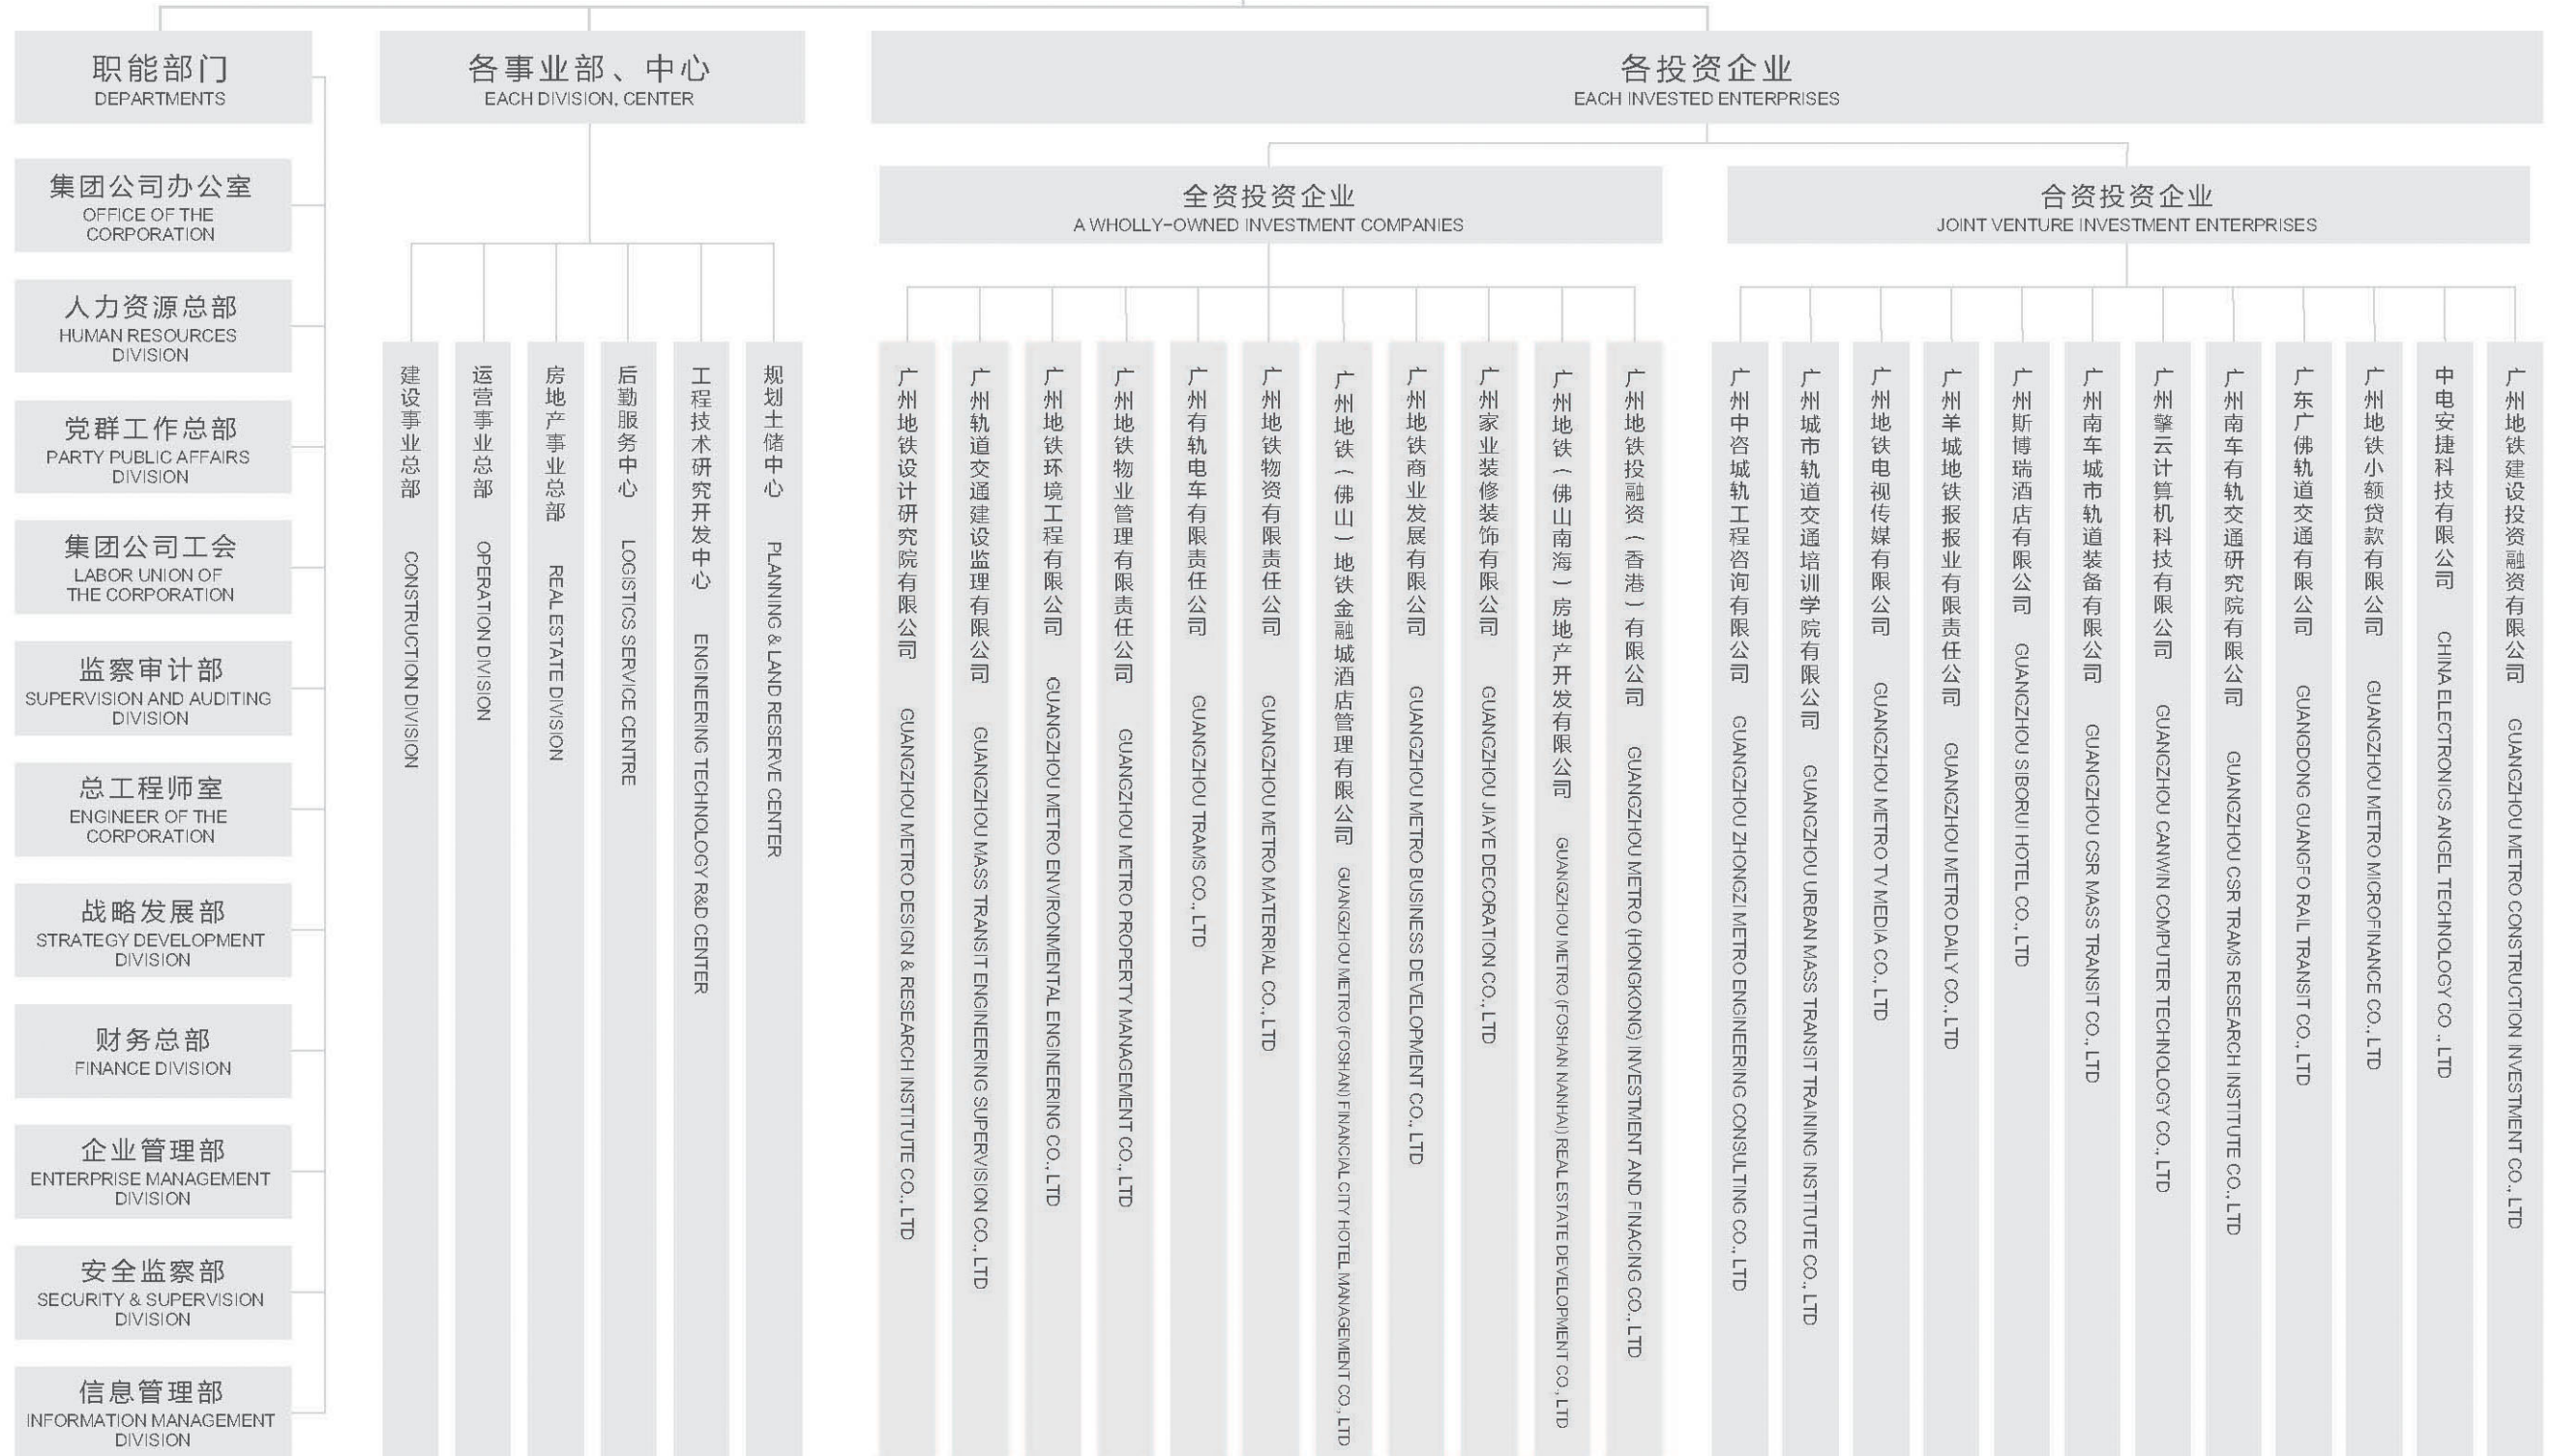 职能部门
DEPARTMENTS
各事业部、中心
EACH DIVISION, CENTER
各投资企业
EACH INVESTED ENTERPRISES
集团公司办公室
OFFICE OF THE
CORPORATION
人力资源总部
HUMAN RESOURCES
DIVISION
党群工作总部
PARTY PUBLIC AFFAIRS
DIVISION
集团公司工会
LABOR UNION OF
THE CORPORATION
监察审计部
SUPERVISION AND AUDITING
DIVISION
总工程师室
ENGINEER OF THE
CORPORATION
战略发展部
STRATEGY DEVELOPMENT
DIVISION
财务总部
FINANCE DIVISION
企业管理部
ENTERPRISE MANAGEMENT
DIVISION
安全监察部
SECURITY & SUPERVISION
DIVISION
信息管理部
INFORMATION MANAGEMENT
DIVISION
建设事业总部 CONSTRUCTION DIVISION
运营事业总部 OPERATION DIVISION
房地产事业总部 REAL ESTATE DIVISION
后勤服务中心 LOGISTICS SERVICE CENTRE
工程技术研究开发中心 ENGINEERING TECHNOLOGY R&D CENTER
规划土储中心 PLANNING & LAND RESERVE CENTER
全资投资企业
A WHOLLY-OWNED INVESTMENT COMPANIES
广州地铁设计研究院有限公司 GUANGZHOU METRO DESIGN & RESEARCH INSTITUTE CO., LTD
广州轨道交通建设监理有限公司 GUANGZHOU MASS TRANSIT ENGINEERING SUPERVISION CO., LTD
广州地铁环境工程有限公司 GUANGZHOU METRO ENVIRONMENTAL ENGINEERING CO., LTD
广州地铁物业管理有限责任公司 GUANGZHOU METRO PROPERTY MANAGEMENT CO., LTD
广州有轨电车有限责任公司 GUANGZHOU TRAMS CO., LTD
广州地铁物资有限责任公司 GUANGZHOU METRO MATERRIAL CO., LTD
广州地铁（佛山）地铁金融城酒店管理有限公司 GUANGZHOU METRO (FOSHAN) FINANCIAL CITY HOTEL MANAGEMENT CO., LTD
广州地铁商业发展有限公司 GUANGZHOU METRO BUSINESS DEVELOPMENT CO., LTD
广州家业装修装饰有限公司 GUANGZHOU JIAYE DECORATION CO., LTD
广州地铁（佛山南海）房地产开发有限公司 GUANGZHOU METRO (FOSHAN NANHAI) REAL ESTATE DEVELOPMENT CO., LTD
广州地铁投融资（香港）有限公司 GUANGZHOU METRO (HONGKONG) INVESTMENT AND FINACING CO., LTD
合资投资企业
JOINT VENTURE INVESTMENT ENTERPRISES
广州中咨城轨工程咨询有限公司 GUANGZHOU ZHONGZI METRO ENGINEERING CONSULTING CO., LTD
广州城市轨道交通培训学院有限公司 GUANGZHOU URBAN MASS TRANSIT TRAINING INSTITUTE CO., LTD
广州地铁电视传媒有限公司 GUANGZHOU METRO TV MEDIA CO., LTD
广州羊城地铁报报业有限责任公司 GUANGZHOU METRO DAILY CO., LTD
广州斯博瑞酒店有限公司 GUANGZHOU SIBORUI HOTEL CO., LTD
广州南车城市轨道装备有限公司 GUANGZHOU CSR MASS TRANSIT CO., LTD
广州擎云计算机科技有限公司 GUANGZHOU CANWIN COMPUTER TECHNOLOGY CO., LTD
广州南车有轨交通研究院有限公司 GUANGZHOU CSR TRAMS RESEARCH INSTITUTE CO., LTD
广东广佛轨道交通有限公司 GUANGDONG GUANGFO RAIL TRANSIT CO., LTD
广州地铁小额贷款有限公司 GUANGZHOU METRO MICROFINANCE CO., LTD
中电安捷科技有限公司 CHINA ELECTRONICS ANGEL TECHNOLOGY CO ., LTD
广州地铁建设投资融资有限公司 GUANGZHOU METRO CONSTRUCTION INVESTMENT CO., LTD